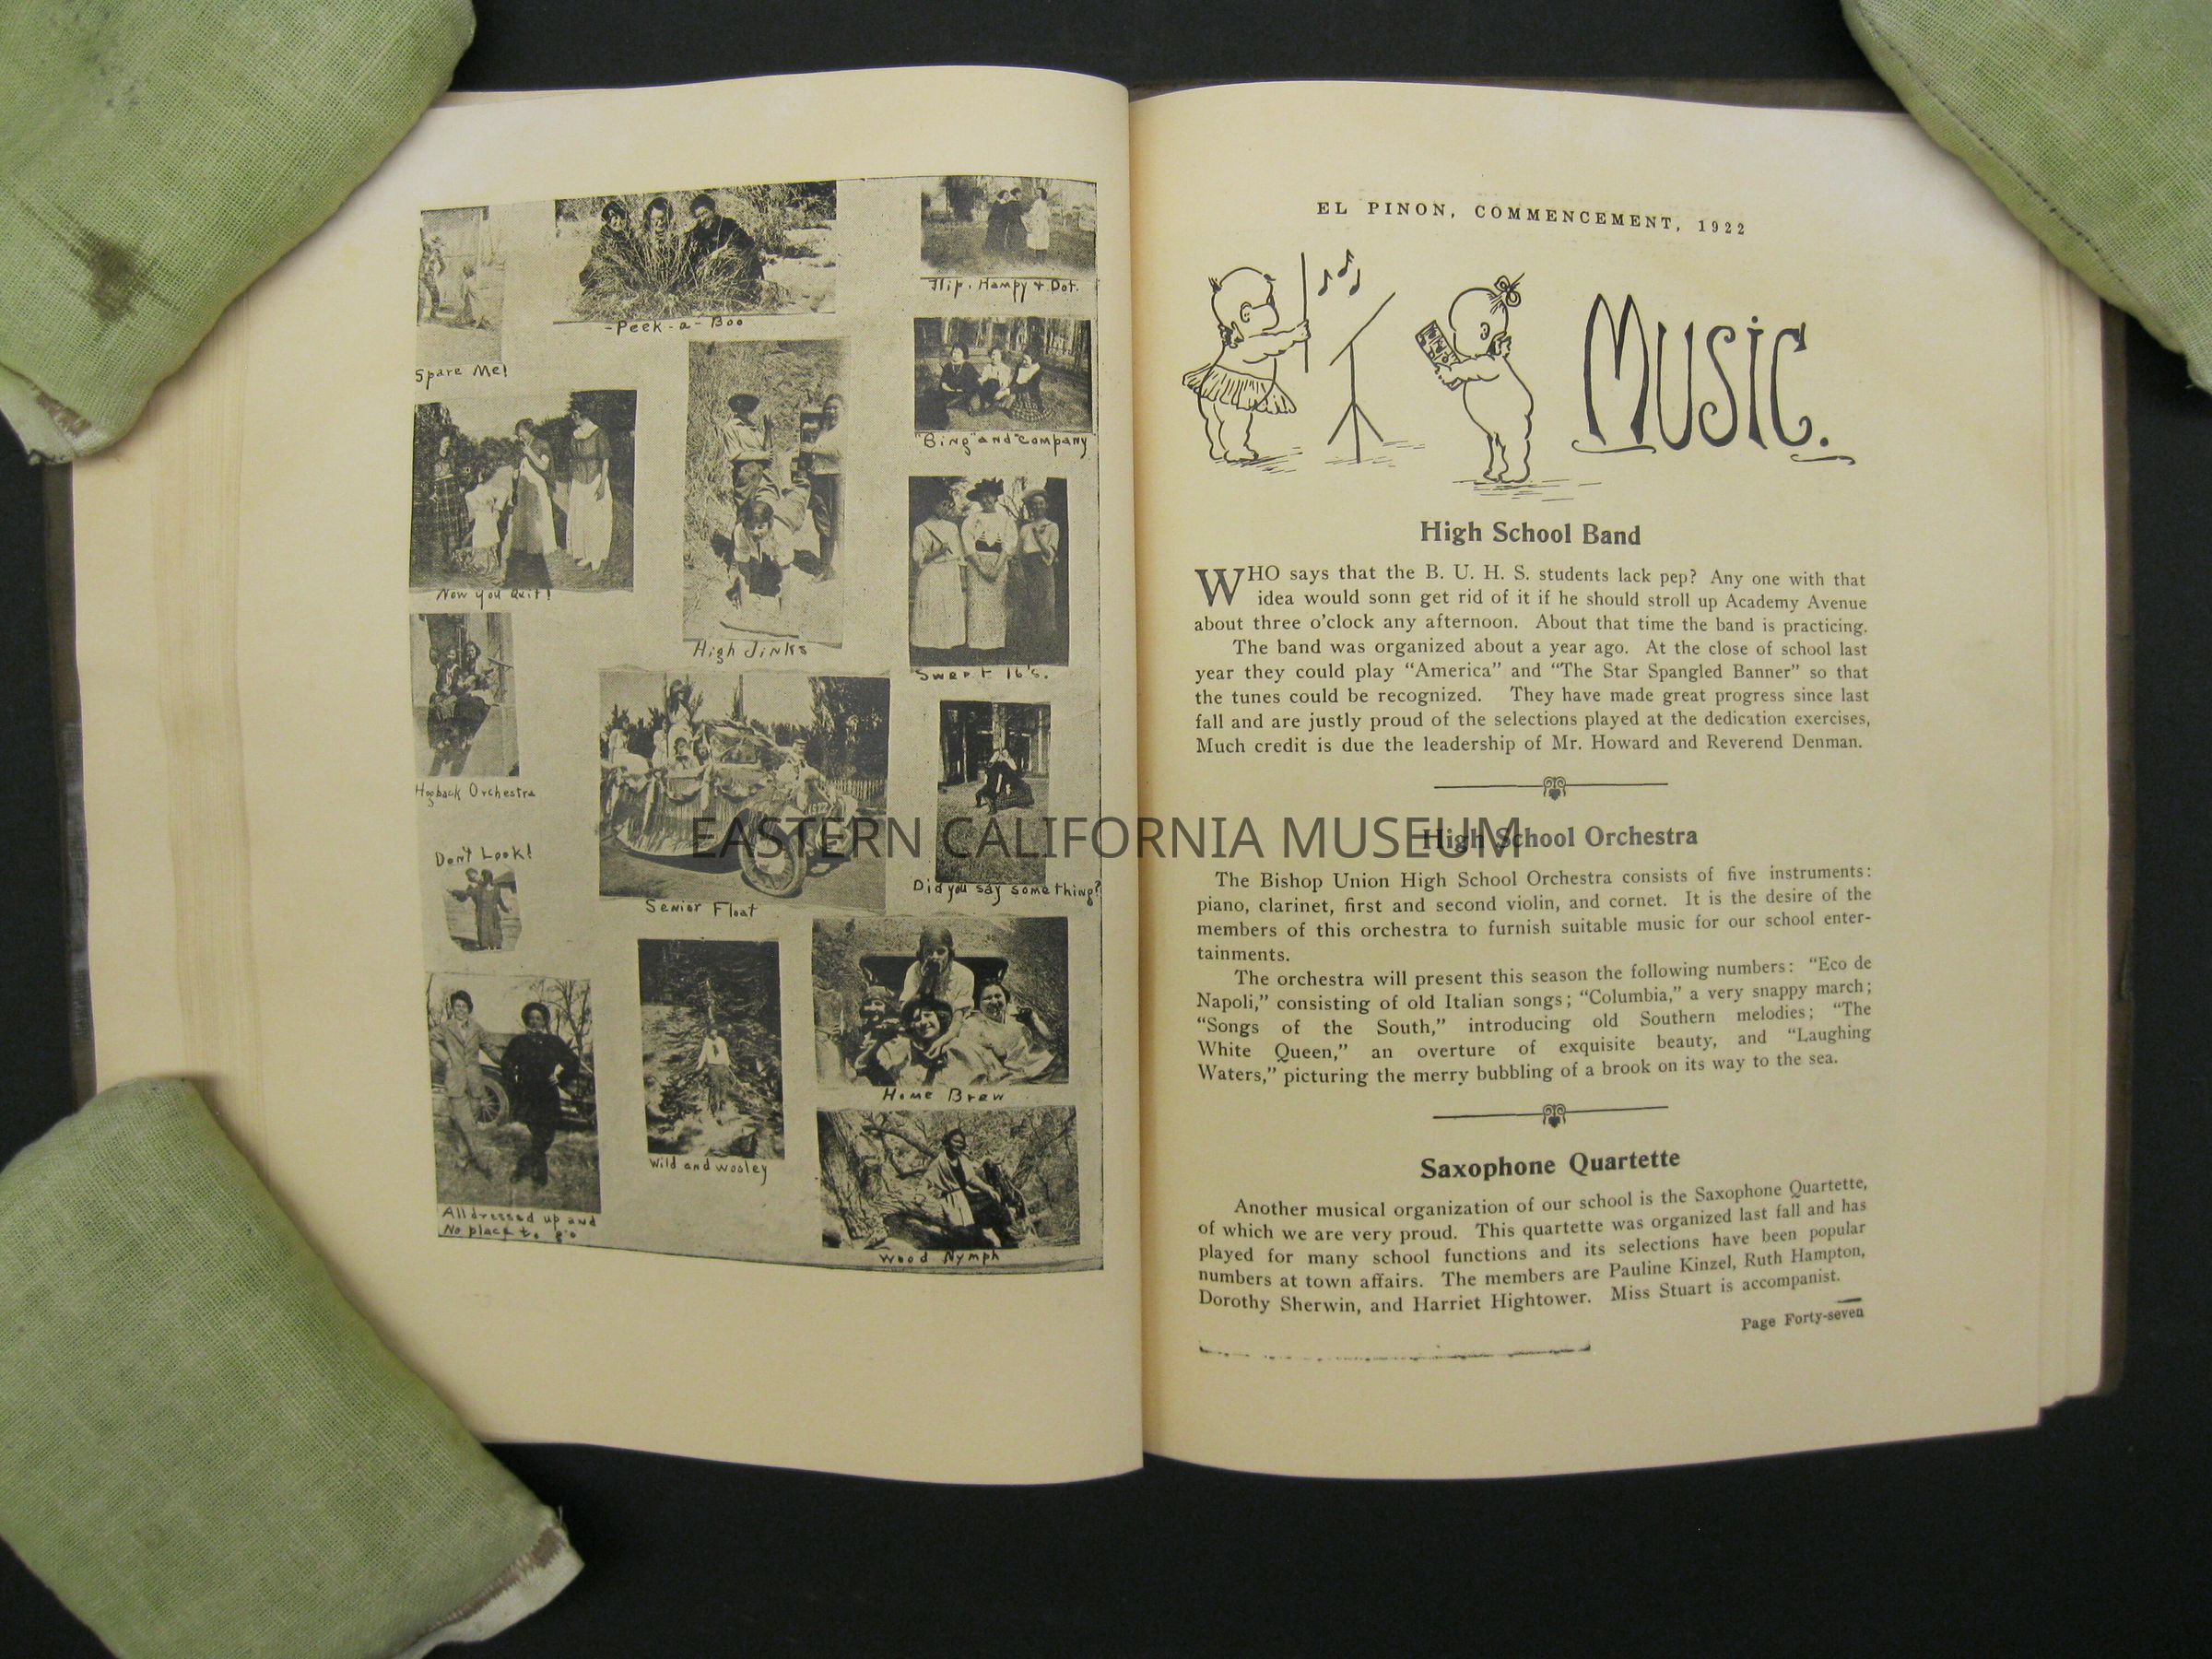 Spare Me!
-Peek-a-Boo
Flip, Hampy & Dot.
"Bing" and "Company"
Now you Quit!
High Jinks
Sweet 16's.
Hogback Orchestra
Don't Look!
Senior Float
Did you say something?
All dressed up and
No place to go
Wild and Wooley
Home Brew
Wood Nymph
EASTERN CALIFORNIA MUSEUM
EL PINON, COMMENCEMENT, 1922
MUSIC.
High School Band
WHO says that the B. U. H. S. students lack pep? Any one with that
idea would sonn get rid of it if he should stroll up Academy Avenue
about three o'clock any afternoon. About that time the band is practicing.
The band was organized about a year ago. At the close of school last
year they could play “America” and “The Star Spangled Banner” so that
the tunes could be recognized. They have made great progress since last
fall and are justly proud of the selections played at the dedication exercises,
Much credit is due the leadership of Mr. Howard and Reverend Denman.
High School Orchestra
The Bishop Union High School Orchestra consists of five instruments:
piano, clarinet, first and second violin, and cornet. It is the desire of the
members of this orchestra to furnish suitable music for our school enter-
tainments.
The orchestra will present this season the following numbers: “Eco de
Napoli,” consisting of old Italian songs; “Columbia,” a very snappy march;
“Songs of the South,” introducing old Southern melodies; “The
White Queen,” an overture of exquisite beauty, and “Laughing
Waters,” picturing the merry bubbling of a brook on its way to the sea.
Saxophone Quartette
Another musical organization of our school is the Saxophone Quartette,
of which we are very proud. This quartette was organized last fall and has
played for many school functions and its selections have been popular
numbers at town affairs. The members are Pauline Kinzel, Ruth Hampton,
Dorothy Sherwin, and Harriet Hightower. Miss Stuart is accompanist.
Page Forty-seven